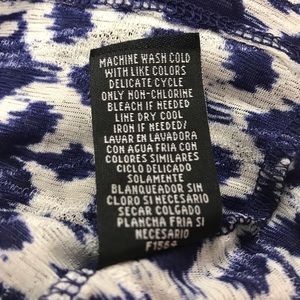 MACHINE WASH COLD
WITH LIKE COLORS
DELICATE CYCLE
ONLY NON-CHLORINE
BLEACH IF NEEDED
LINE DRY COOL
IRON IF NEEDED/
LAVAR EN LAVADORA
CON AGUA FRIA CON
COLORES SIMILARES
CICLO DELICADO
SOLAMENTE
BLANQUEADOR SIN
CLORO SI NECESARIO
SECAR COLGADO
PLANCHA FRIA SI
NECESARIO